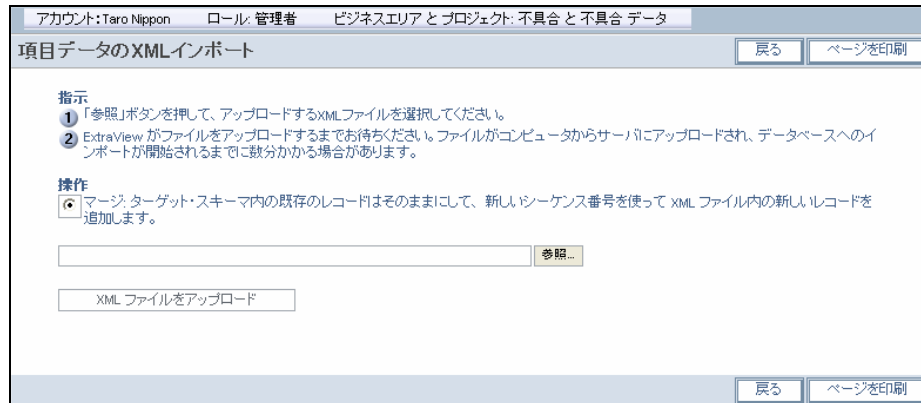 アカウント: Taro Nippon ロール: 管理者 ビジネスエリア と プロジェクト: 不具合 と 不具合 データ
項目データのXMLインポート 戻る ページを印刷
指示
1 「参照」ボタンを押して、アップロードするXMLファイルを選択してください。
2 ExtraView がファイルをアップロードするまでお待ちください。ファイルがコンピュータからサーバにアップロードされ、データベースへのイ
ンポートが開始されるまでに数分かかる場合があります。
操作
マージ: ターゲット・スキーマ内の既存のレコードはそのままにして、新しいシーケンス番号を使って XML ファイル内の新しいレコードを
追加します。
参照...
XML ファイルをアップロード
戻る ページを印刷